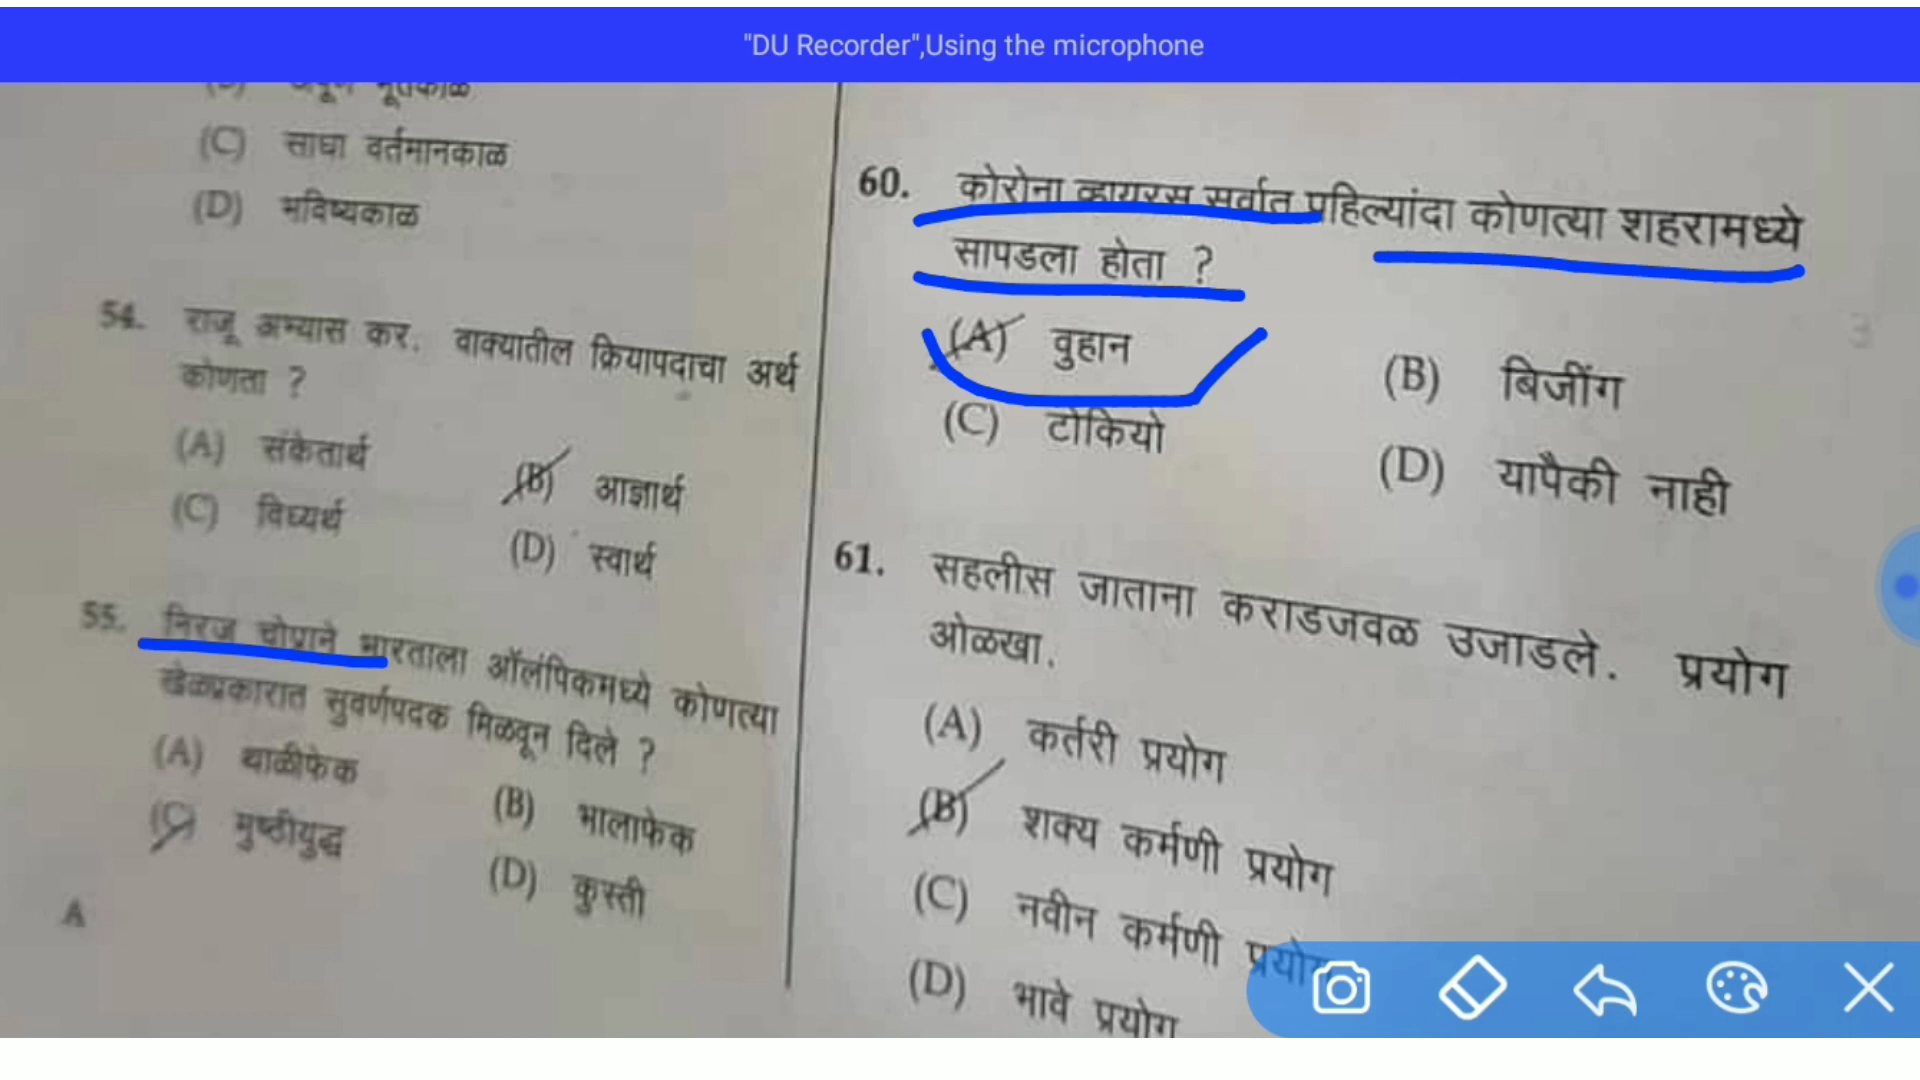 "DU Recorder",Using the microphone
(C) साधा वर्तमानकाळ
(D) भविष्यकाळ
54. राजू अभ्यास कर. वाक्यातील क्रियापदाचा अर्थ
कोणता ?
(A) संकेतार्थ
(B) आज्ञार्थ
(C) विध्यर्थ
(D) स्वार्थ
55. निरज चोप्राने भारताला ऑलंपिकमध्ये कोणत्या
खेळप्रकारात सुवर्णपदक मिळवून दिले ?
(A) थाळीफेक
(B) भालाफेक
(C) मुष्ठीयुद्ध
(D) कुस्ती
A
60. कोरोना व्हायरस सर्वात पहिल्यांदा कोणत्या शहरामध्ये
सापडला होता ?
(A) वुहान
(B) बिजींग
(C) टोकियो
(D) यापैकी नाही
61. सहलीस जाताना कराडजवळ उजाडले. प्रयोग
ओळखा.
(A) कर्तरी प्रयोग
(B) शक्य कर्मणी प्रयोग
(C) नवीन कर्मणी प्रयोग
(D) भावे प्रयोग